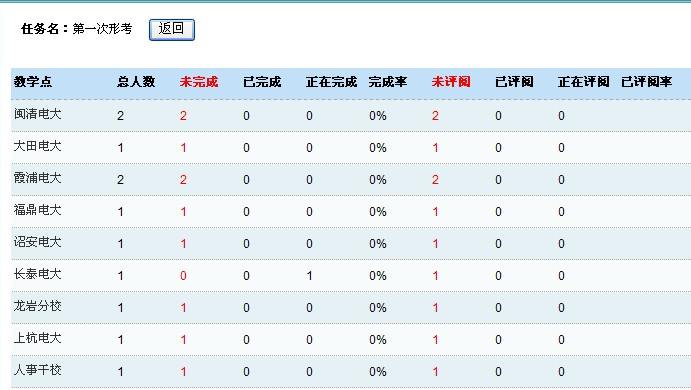 任务名：第一次形考 返回
教学点 总人数 未完成 已完成 正在完成 完成率 未评阅 已评阅 正在评阅 已评阅率
闽清电大 2 2 0 0 0% 2 0 0
大田电大 1 1 0 0 0% 1 0 0
霞浦电大 2 2 0 0 0% 2 0 0
福鼎电大 1 1 0 0 0% 1 0 0
诏安电大 1 1 0 0 0% 1 0 0
长泰电大 1 0 0 1 0% 1 0 0
龙岩分校 1 1 0 0 0% 1 0 0
上杭电大 1 1 0 0 0% 1 0 0
人事干校 1 1 0 0 0% 1 0 0